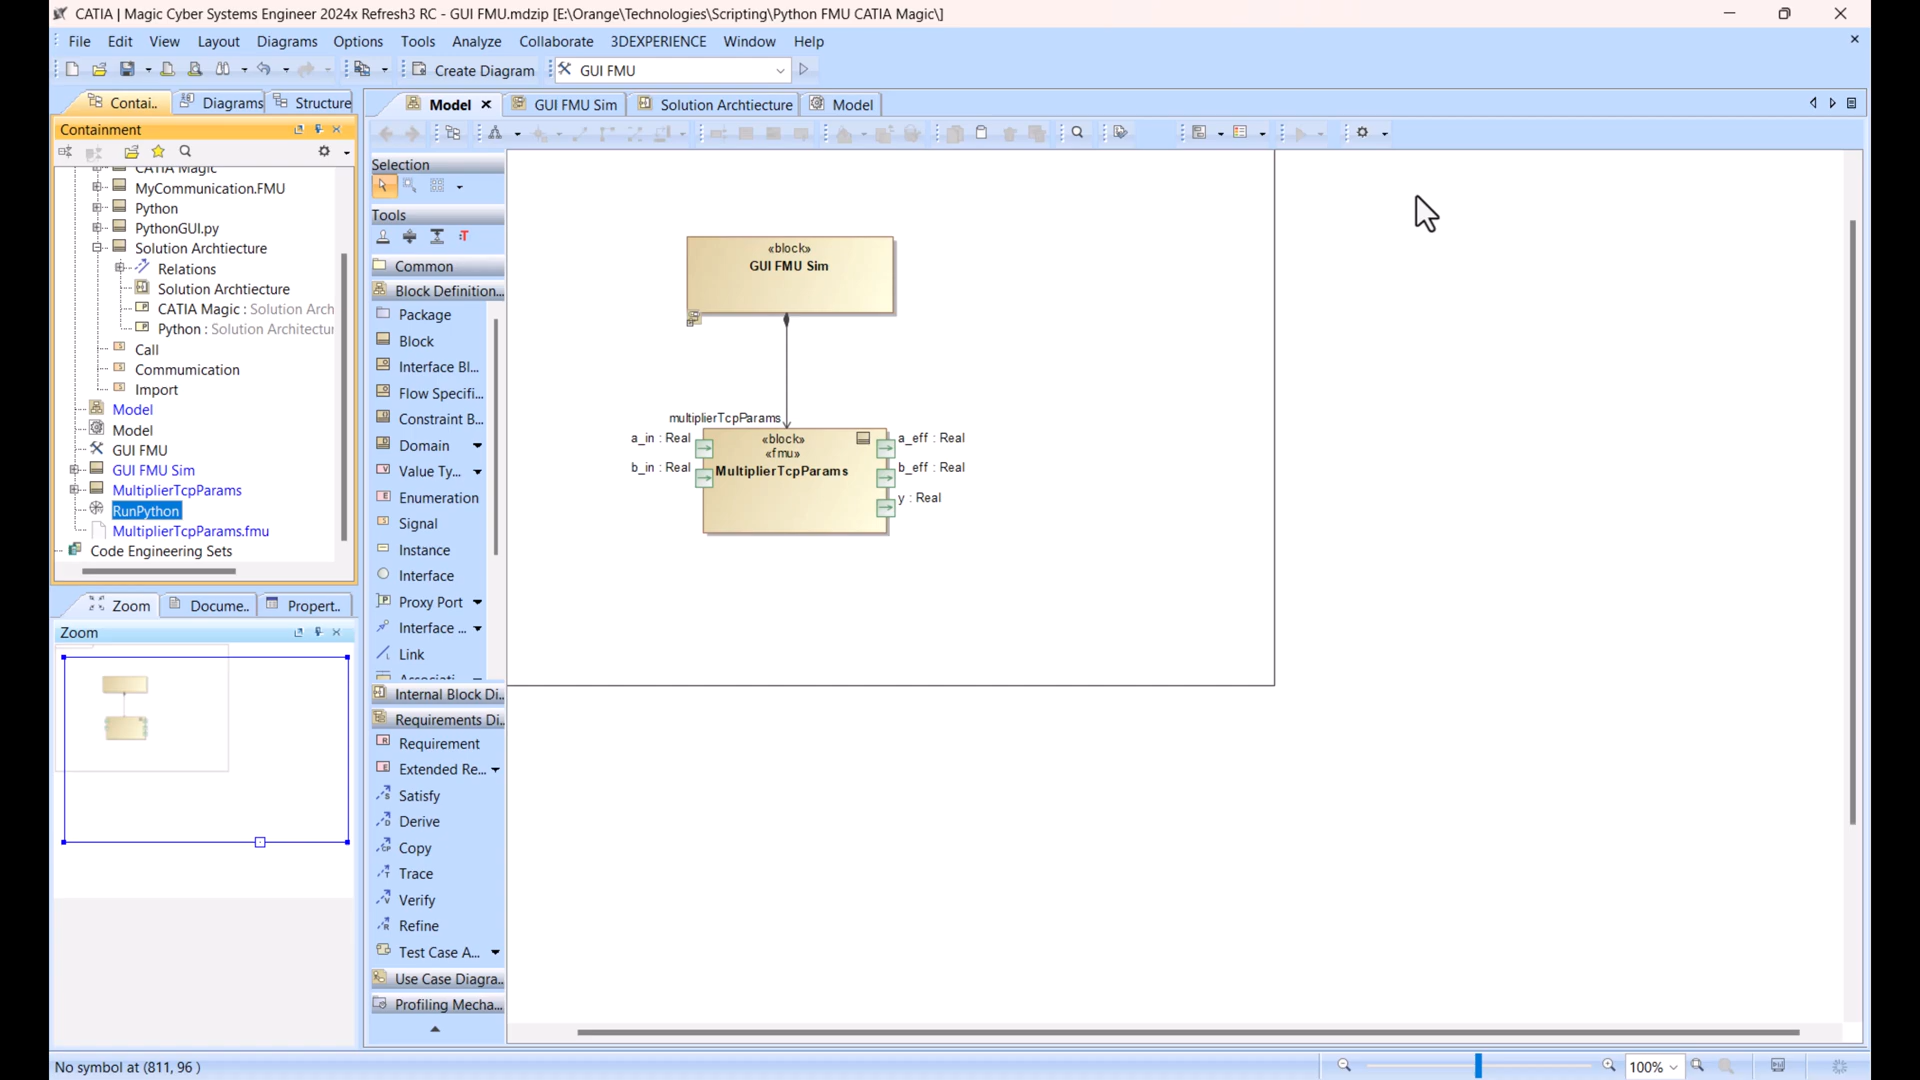 CATIA | Magic Cyber Systems Engineer 2024x Refresh3 RC - GUI FMU.mdzip [E:\Orange\Technologies\Scripting\Python FMU CATIA Magic\]
File Edit View Layout Diagrams Options Tools Analyze Collaborate 3DEXPERIENCE Window Help
Create Diagram GUI FMU
Contai.. Diagrams Structure
Model GUI FMU Sim Solution Archtiecture Model
Containment
CATIA Magic
MyCommunication.FMU
Python
PythonGUI.py
Solution Archtiecture
Relations
Solution Archtiecture
CATIA Magic : Solution Arch
Python : Solution Architectur
Call
Commmunication
Import
Model
Model
GUI FMU
GUI FMU Sim
MultiplierTcpParams
RunPython
MultiplierTcpParams.fmu
Code Engineering Sets
Zoom Docume.. Propert..
Zoom
Selection
Tools
Common
Block Definition...
Package
Block
Interface Bl...
Flow Specifi...
Constraint B...
Domain
Value Ty...
Enumeration
Signal
Instance
Interface
Proxy Port
Interface ...
Link
Associati...
Internal Block Di..
Requirements Di..
Requirement
Extended Re...
Satisfy
Derive
Copy
Trace
Verify
Refine
Test Case A...
Use Case Diagra..
Profiling Mecha...
«block»
GUI FMU Sim
multiplierTcpParams
a_in : Real
b_in : Real
«block»
«fmu»
MultiplierTcpParams
a_eff : Real
b_eff : Real
y : Real
No symbol at (811, 96 )
100%